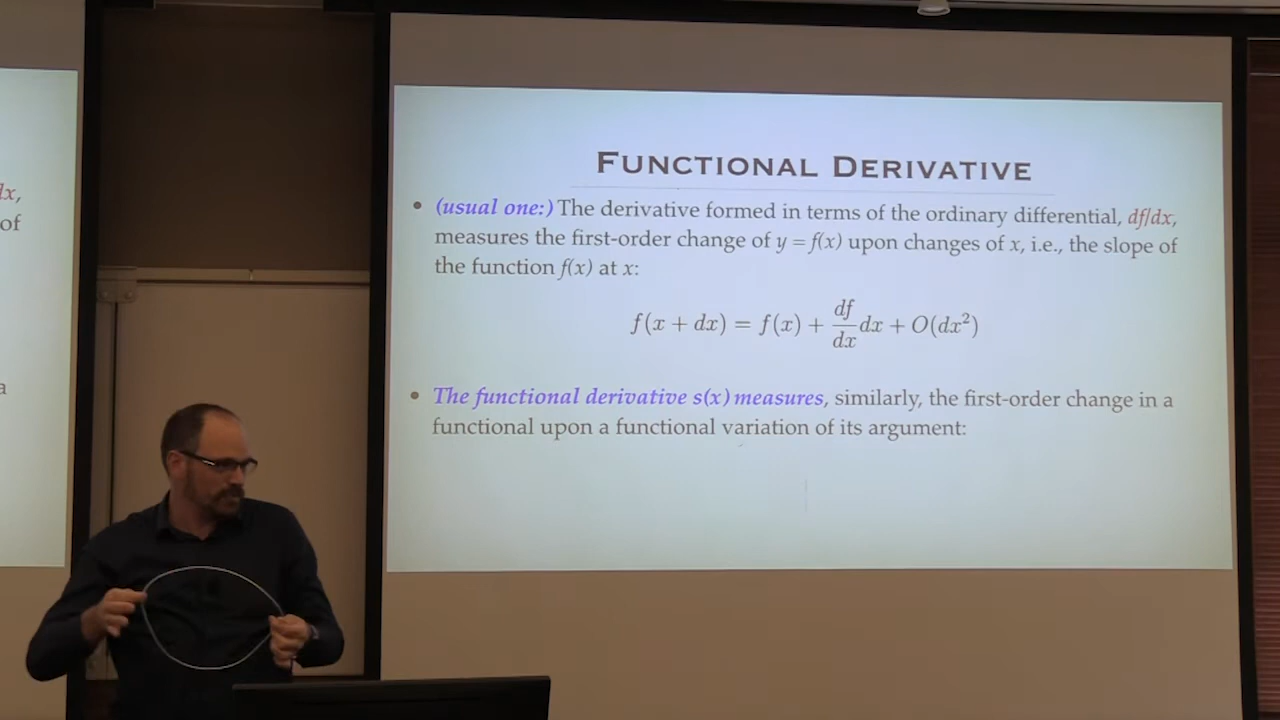 dx,
of
a
FUNCTIONAL DERIVATIVE
• (usual one:) The derivative formed in terms of the ordinary differential, df/dx,
measures the first-order change of y = f(x) upon changes of x, i.e., the slope of
the function f(x) at x:
f(x + dx) = f(x) + df/dx dx + O(dx²)
• The functional derivative s(x) measures, similarly, the first-order change in a
functional upon a functional variation of its argument: